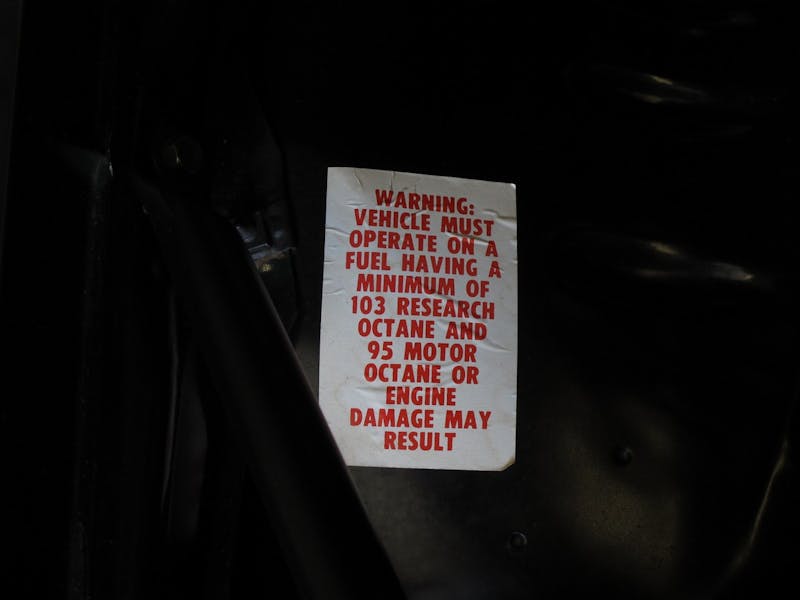 WARNING:
VEHICLE MUST
OPERATE ON A
FUEL HAVING A
MINIMUM OF
103 RESEARCH
OCTANE AND
95 MOTOR
OCTANE OR
ENGINE
DAMAGE MAY
RESULT